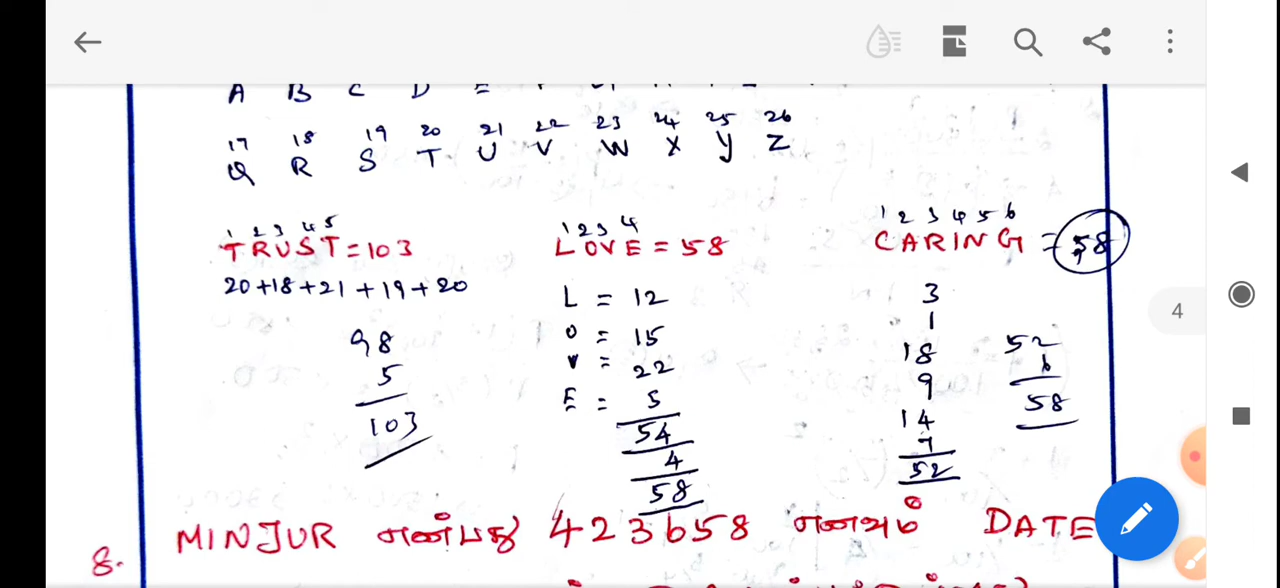 A B C D E
17 18 19 20 21 22 23 24 25 26
Q R S T U V W X Y Z
1 2 3 4 5
TRUST = 103
20+18+21+19+20
98
5
103
1 2 3 4
LOVE = 58
L = 12
O = 15
V = 22
E = 5
54
4
58
1 2 3 4 5 6
CARING = 58
3
1
18
9
14
7
52
52
6
58
4
8. MINJUR என்பது 423658 எனவும் DATE